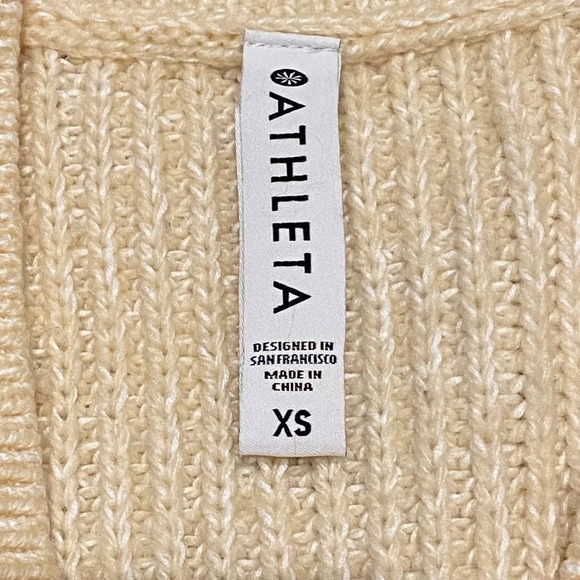 ATHLETA
DESIGNED IN
SAN FRANCISCO
MADE IN
CHINA
XS